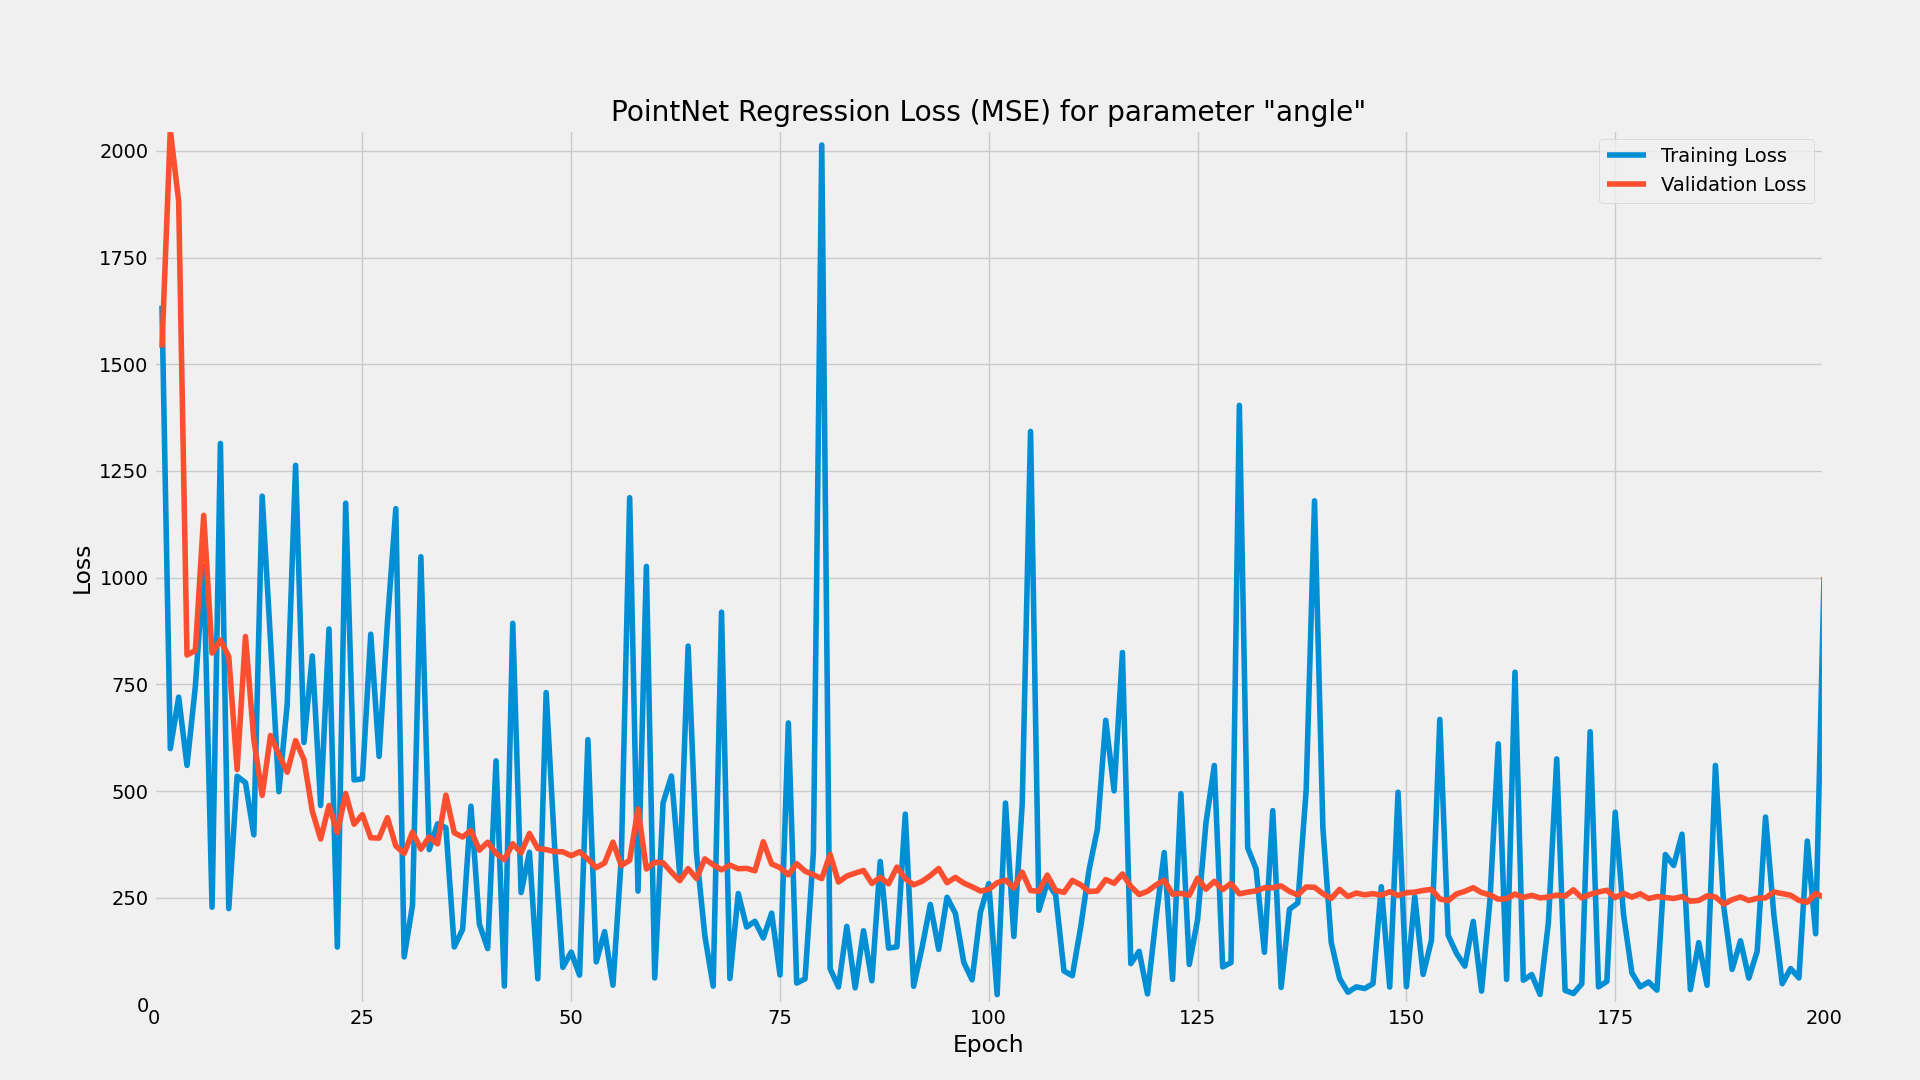 PointNet Regression Loss (MSE) for parameter "angle"
Training Loss
Validation Loss
2000
1750
1500
1250
1000
750
500
250
0
Loss
0 25 50 75 100 125 150 175 200
Epoch